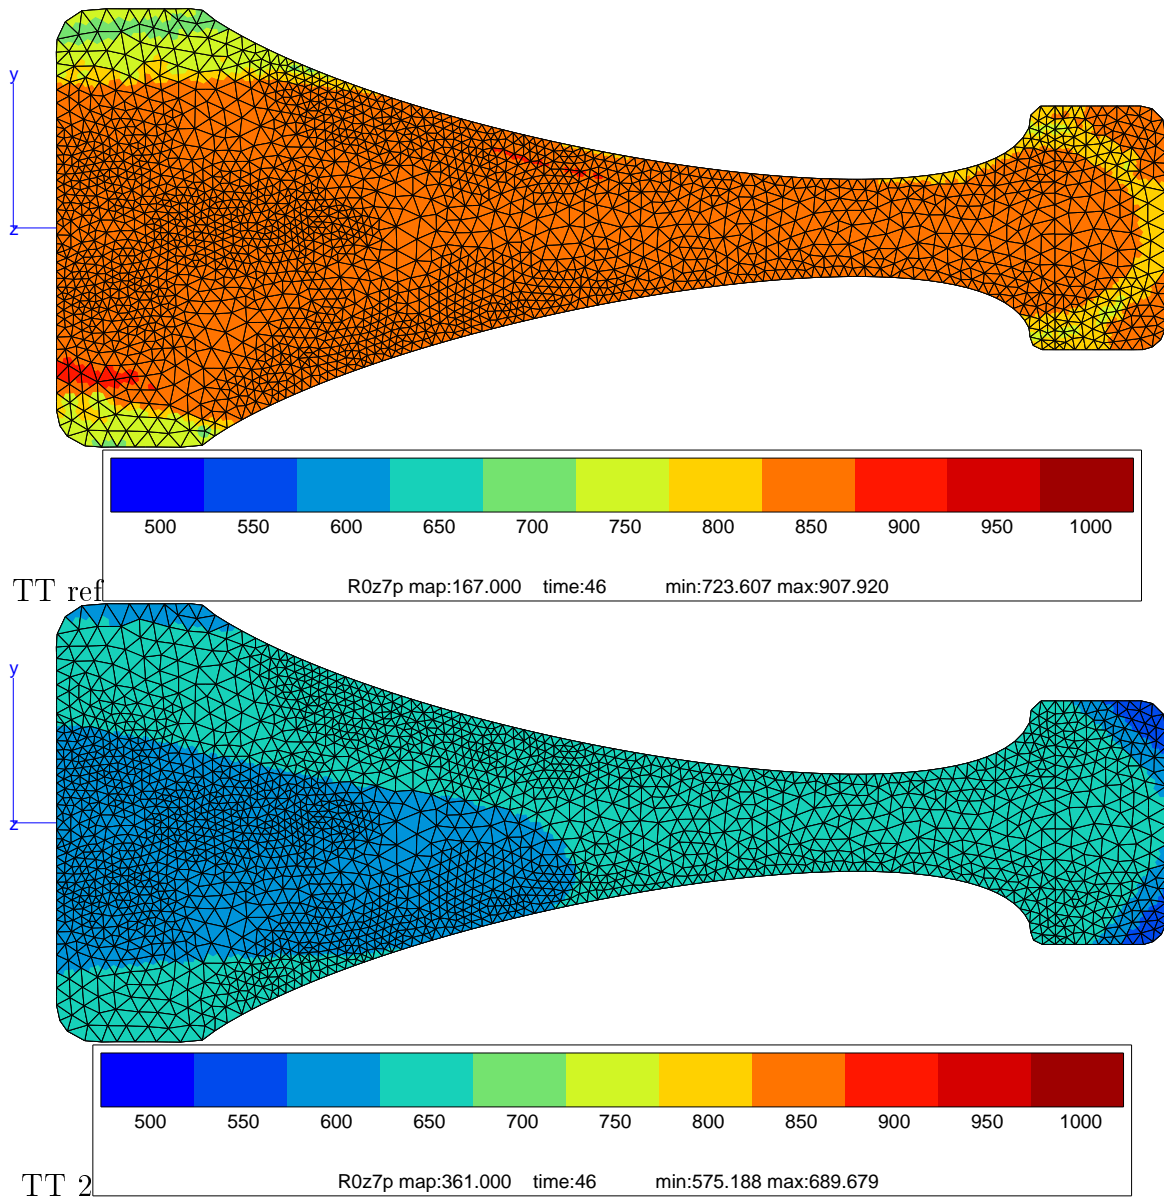 y
z
500 550 600 650 700 750 800 850 900 950 1000
TT ref
R0z7p map:167.000 time:46 min:723.607 max:907.920
y
z
500 550 600 650 700 750 800 850 900 950 1000
TT 2
R0z7p map:361.000 time:46 min:575.188 max:689.679